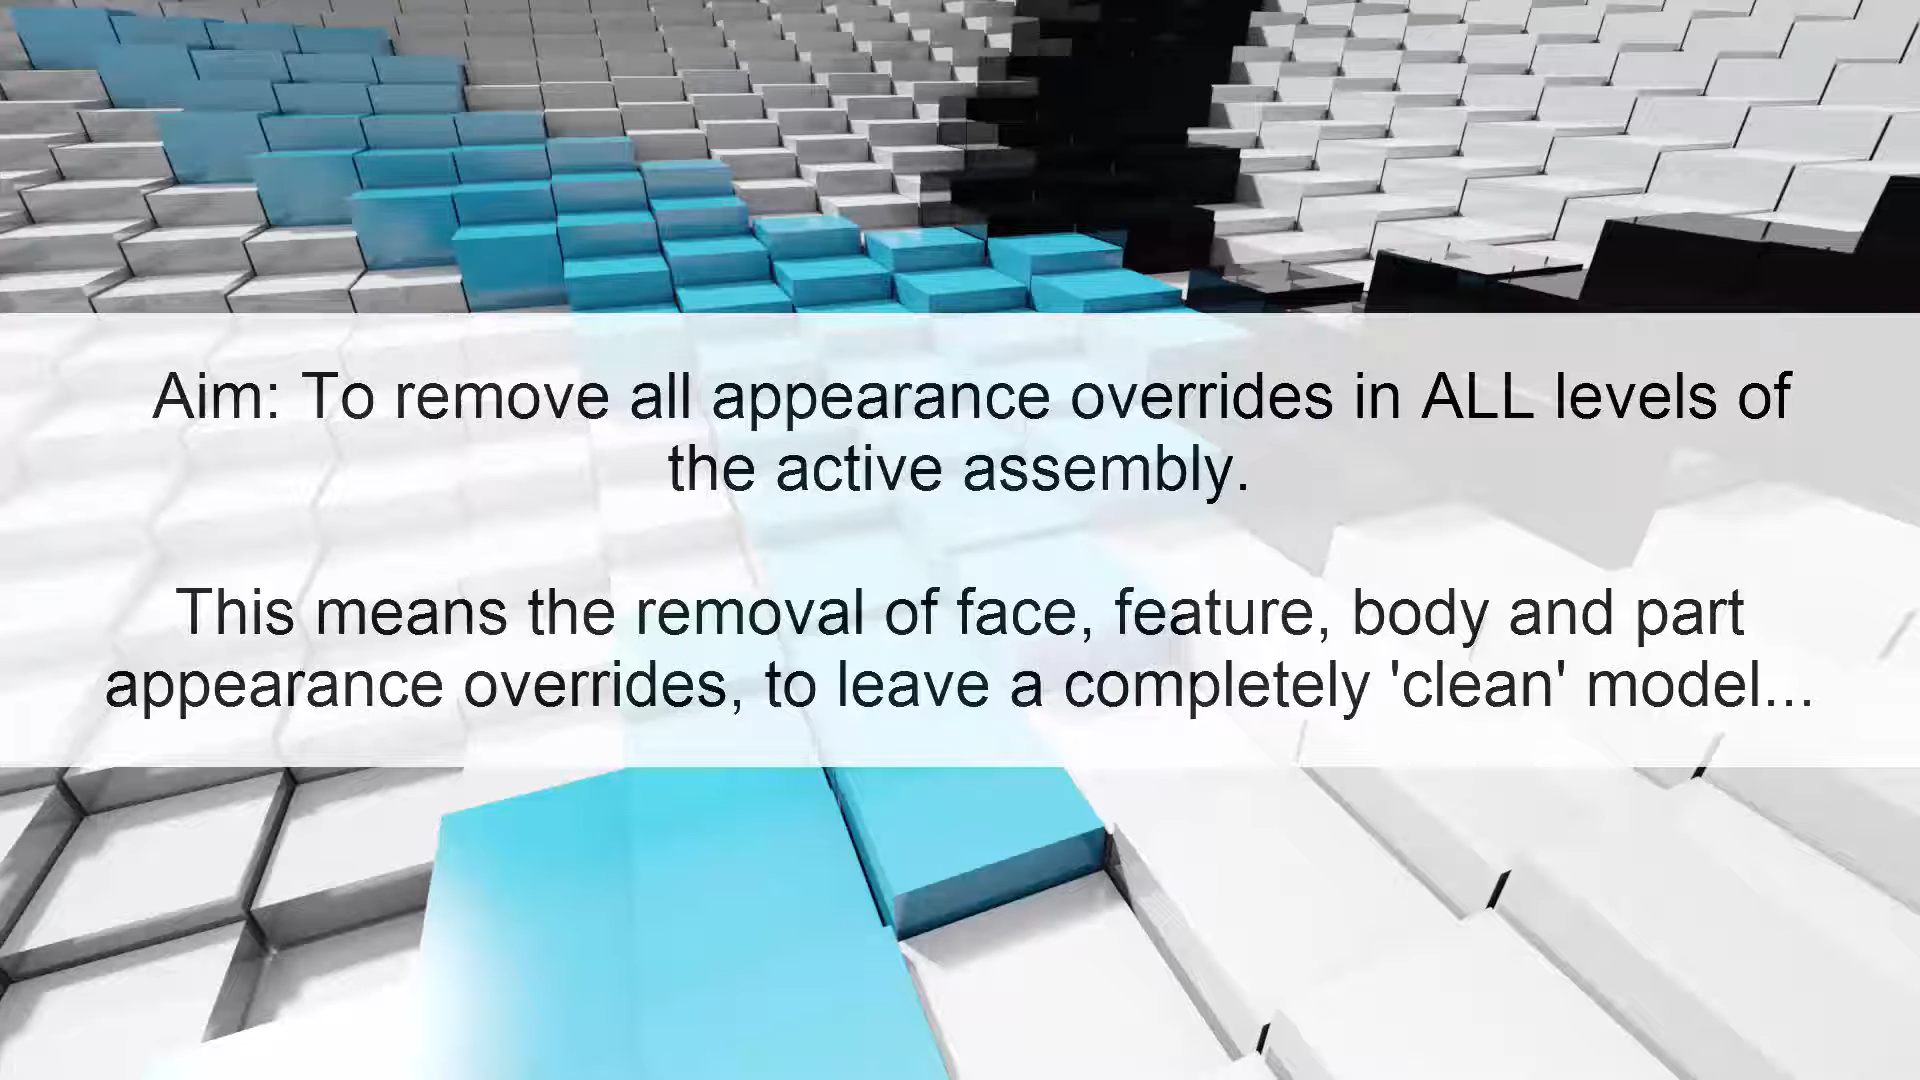 Aim: To remove all appearance overrides in ALL levels of
the active assembly.
This means the removal of face, feature, body and part
appearance overrides, to leave a completely 'clean' model...